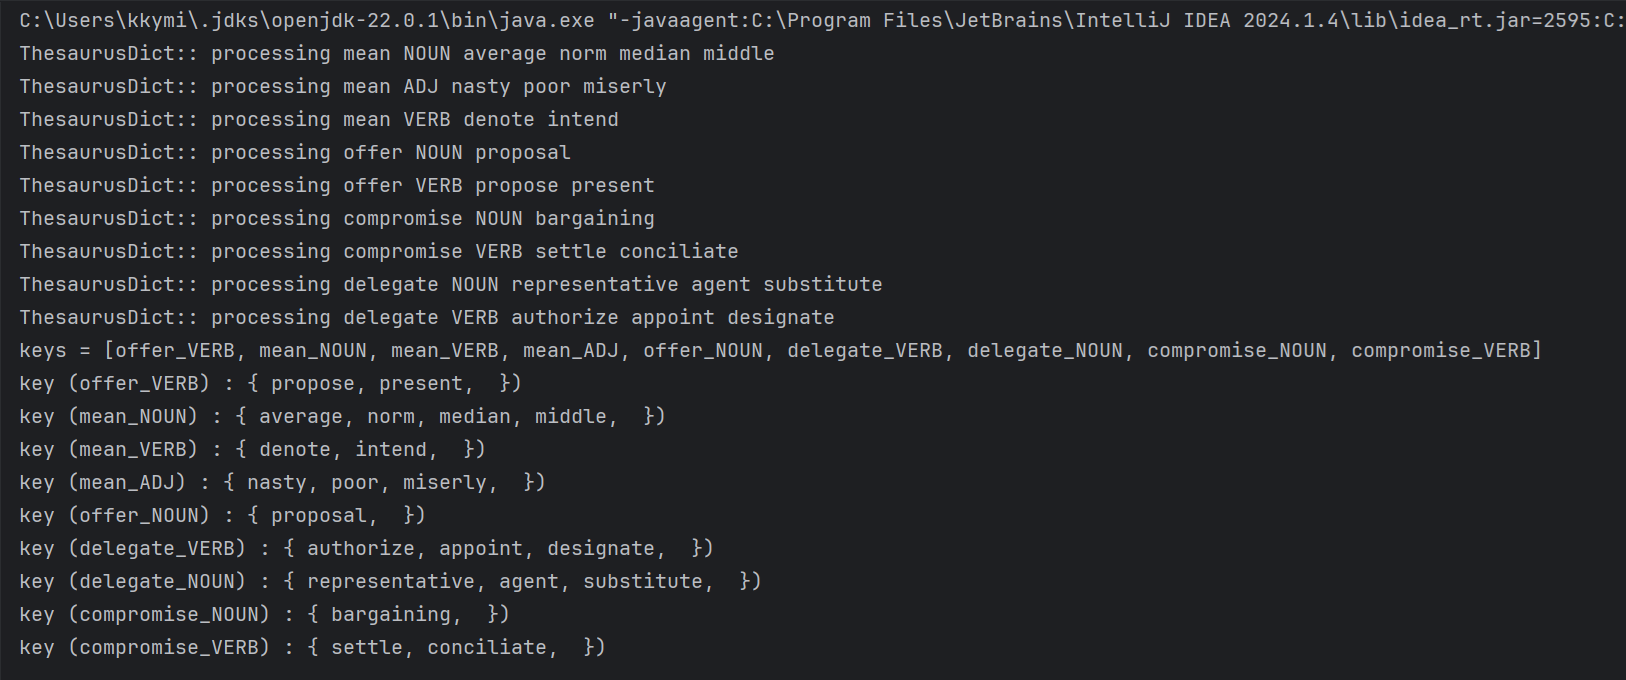 C:\Users\kkymi\.jdks\openjdk-22.0.1\bin\java.exe "-javaagent:C:\Program Files\JetBrains\IntelliJ IDEA 2024.1.4\lib\idea_rt.jar=2595:C:
ThesaurusDict:: processing mean NOUN average norm median middle
ThesaurusDict:: processing mean ADJ nasty poor miserly
ThesaurusDict:: processing mean VERB denote intend
ThesaurusDict:: processing offer NOUN proposal
ThesaurusDict:: processing offer VERB propose present
ThesaurusDict:: processing compromise NOUN bargaining
ThesaurusDict:: processing compromise VERB settle conciliate
ThesaurusDict:: processing delegate NOUN representative agent substitute
ThesaurusDict:: processing delegate VERB authorize appoint designate
keys = [offer_VERB, mean_NOUN, mean_VERB, mean_ADJ, offer_NOUN, delegate_VERB, delegate_NOUN, compromise_NOUN, compromise_VERB]
key (offer_VERB) : { propose, present,  })
key (mean_NOUN) : { average, norm, median, middle,  })
key (mean_VERB) : { denote, intend,  })
key (mean_ADJ) : { nasty, poor, miserly,  })
key (offer_NOUN) : { proposal,  })
key (delegate_VERB) : { authorize, appoint, designate,  })
key (delegate_NOUN) : { representative, agent, substitute,  })
key (compromise_NOUN) : { bargaining,  })
key (compromise_VERB) : { settle, conciliate,  })